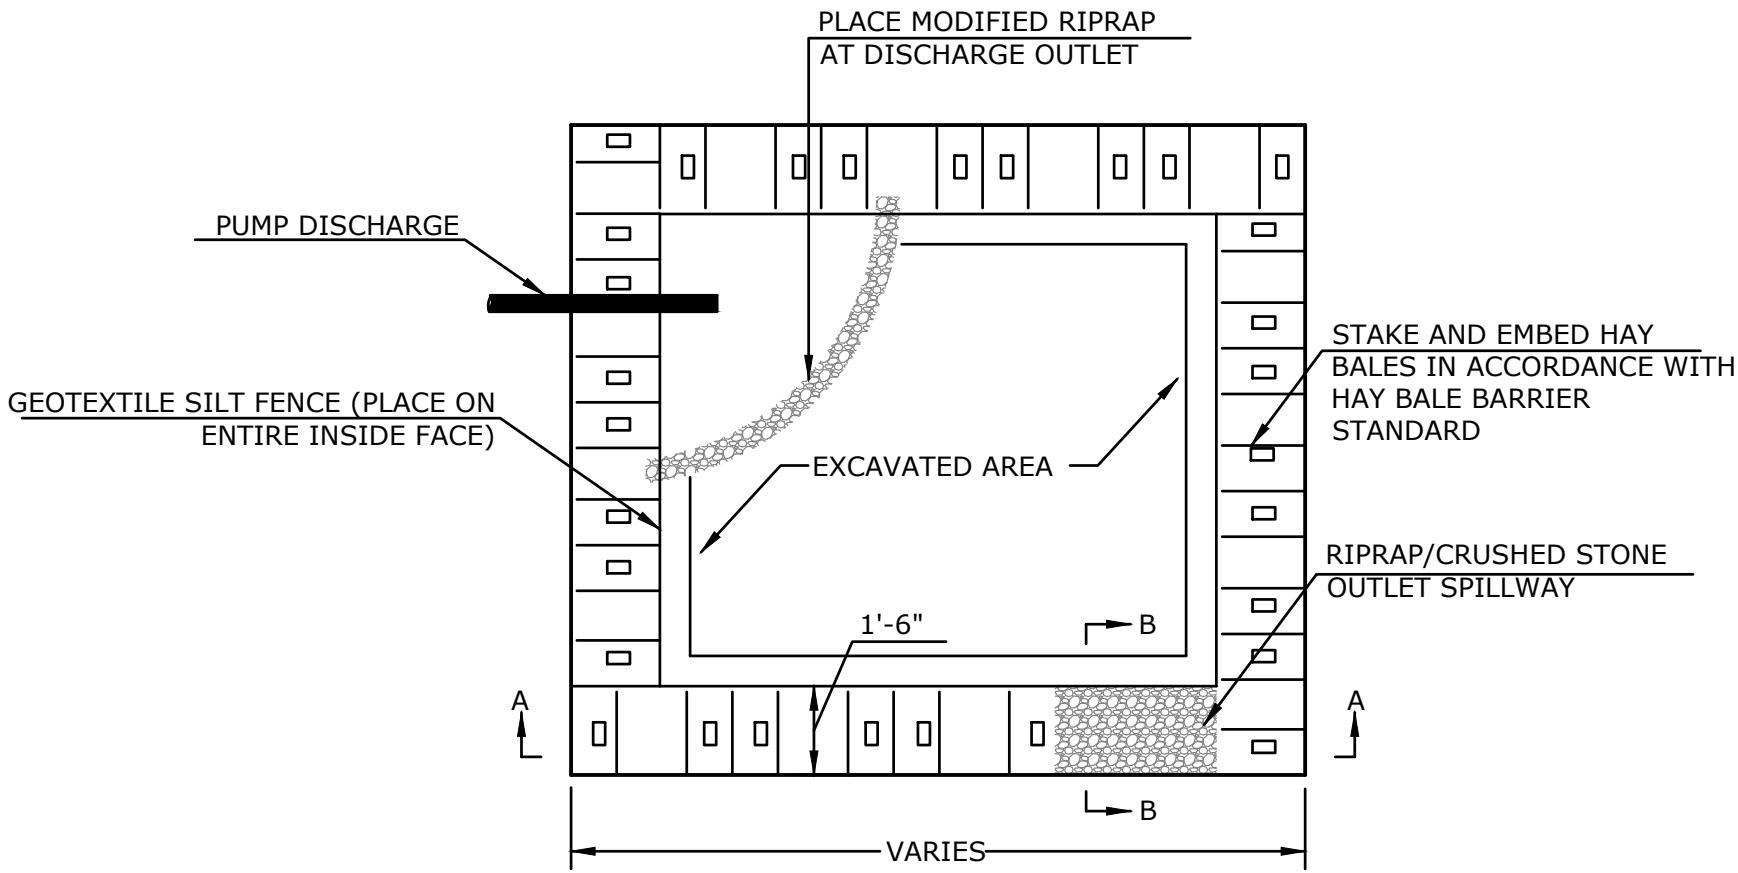 PLACE MODIFIED RIPRAP
AT DISCHARGE OUTLET
PUMP DISCHARGE
STAKE AND EMBED HAY
BALES IN ACCORDANCE WITH
HAY BALE BARRIER
STANDARD
GEOTEXTILE SILT FENCE (PLACE ON
ENTIRE INSIDE FACE)
EXCAVATED AREA
RIPRAP/CRUSHED STONE
OUTLET SPILLWAY
1'-6"
B
A
A
B
VARIES